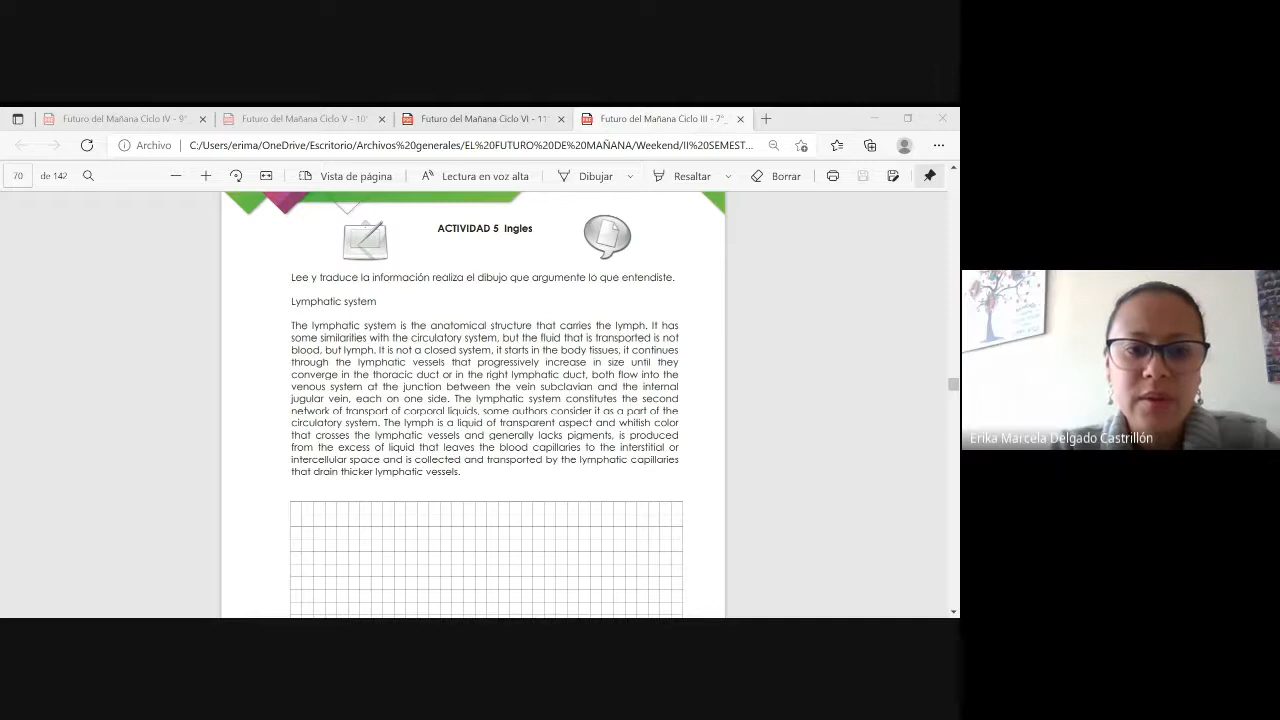 Futuro del Mañana Ciclo IV - 9°
Futuro del Mañana Ciclo V - 10°
Futuro del Mañana Ciclo VI - 11°
Futuro del Mañana Ciclo III - 7°_
Archivo
C:/Users/erima/OneDrive/Escritorio/Archivos%20generales/EL%20FUTURO%20DE%20MAÑANA/Weekend/II%20SEMEST...
70
de 142
Vista de página
Lectura en voz alta
Dibujar
Resaltar
Borrar
ACTIVIDAD 5 Ingles
Lee y traduce la información realiza el dibujo que argumente lo que entendiste.
Lymphatic system
The lymphatic system is the anatomical structure that carries the lymph. It has
some similarities with the circulatory system, but the fluid that is transported is not
blood, but lymph. It is not a closed system, it starts in the body tissues, it continues
through the lymphatic vessels that progressively increase in size until they
converge in the thoracic duct or in the right lymphatic duct, both flow into the
venous system at the junction between the vein subclavian and the internal
jugular vein, each on one side. The lymphatic system constitutes the second
network of transport of corporal liquids, some authors consider it as a part of the
circulatory system. The lymph is a liquid of transparent aspect and whitish color
that crosses the lymphatic vessels and generally lacks pigments, is produced
from the excess of liquid that leaves the blood capillaries to the interstitial or
intercellular space and is collected and transported by the lymphatic capillaries
that drain thicker lymphatic vessels.
Erika Marcela Delgado Castrillón